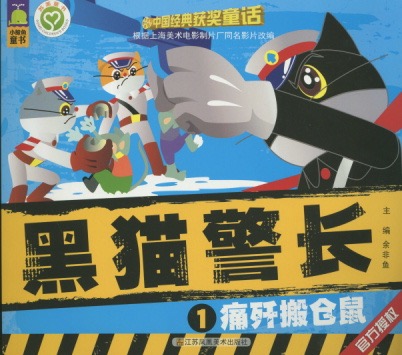 小脚鱼
童书
中国经典获奖童话
根据上海美术电影制片厂同名影片改编
黑猫警长
主编 余非鱼
1 痛歼搬仓鼠
官方授权
江苏凤凰美术出版社